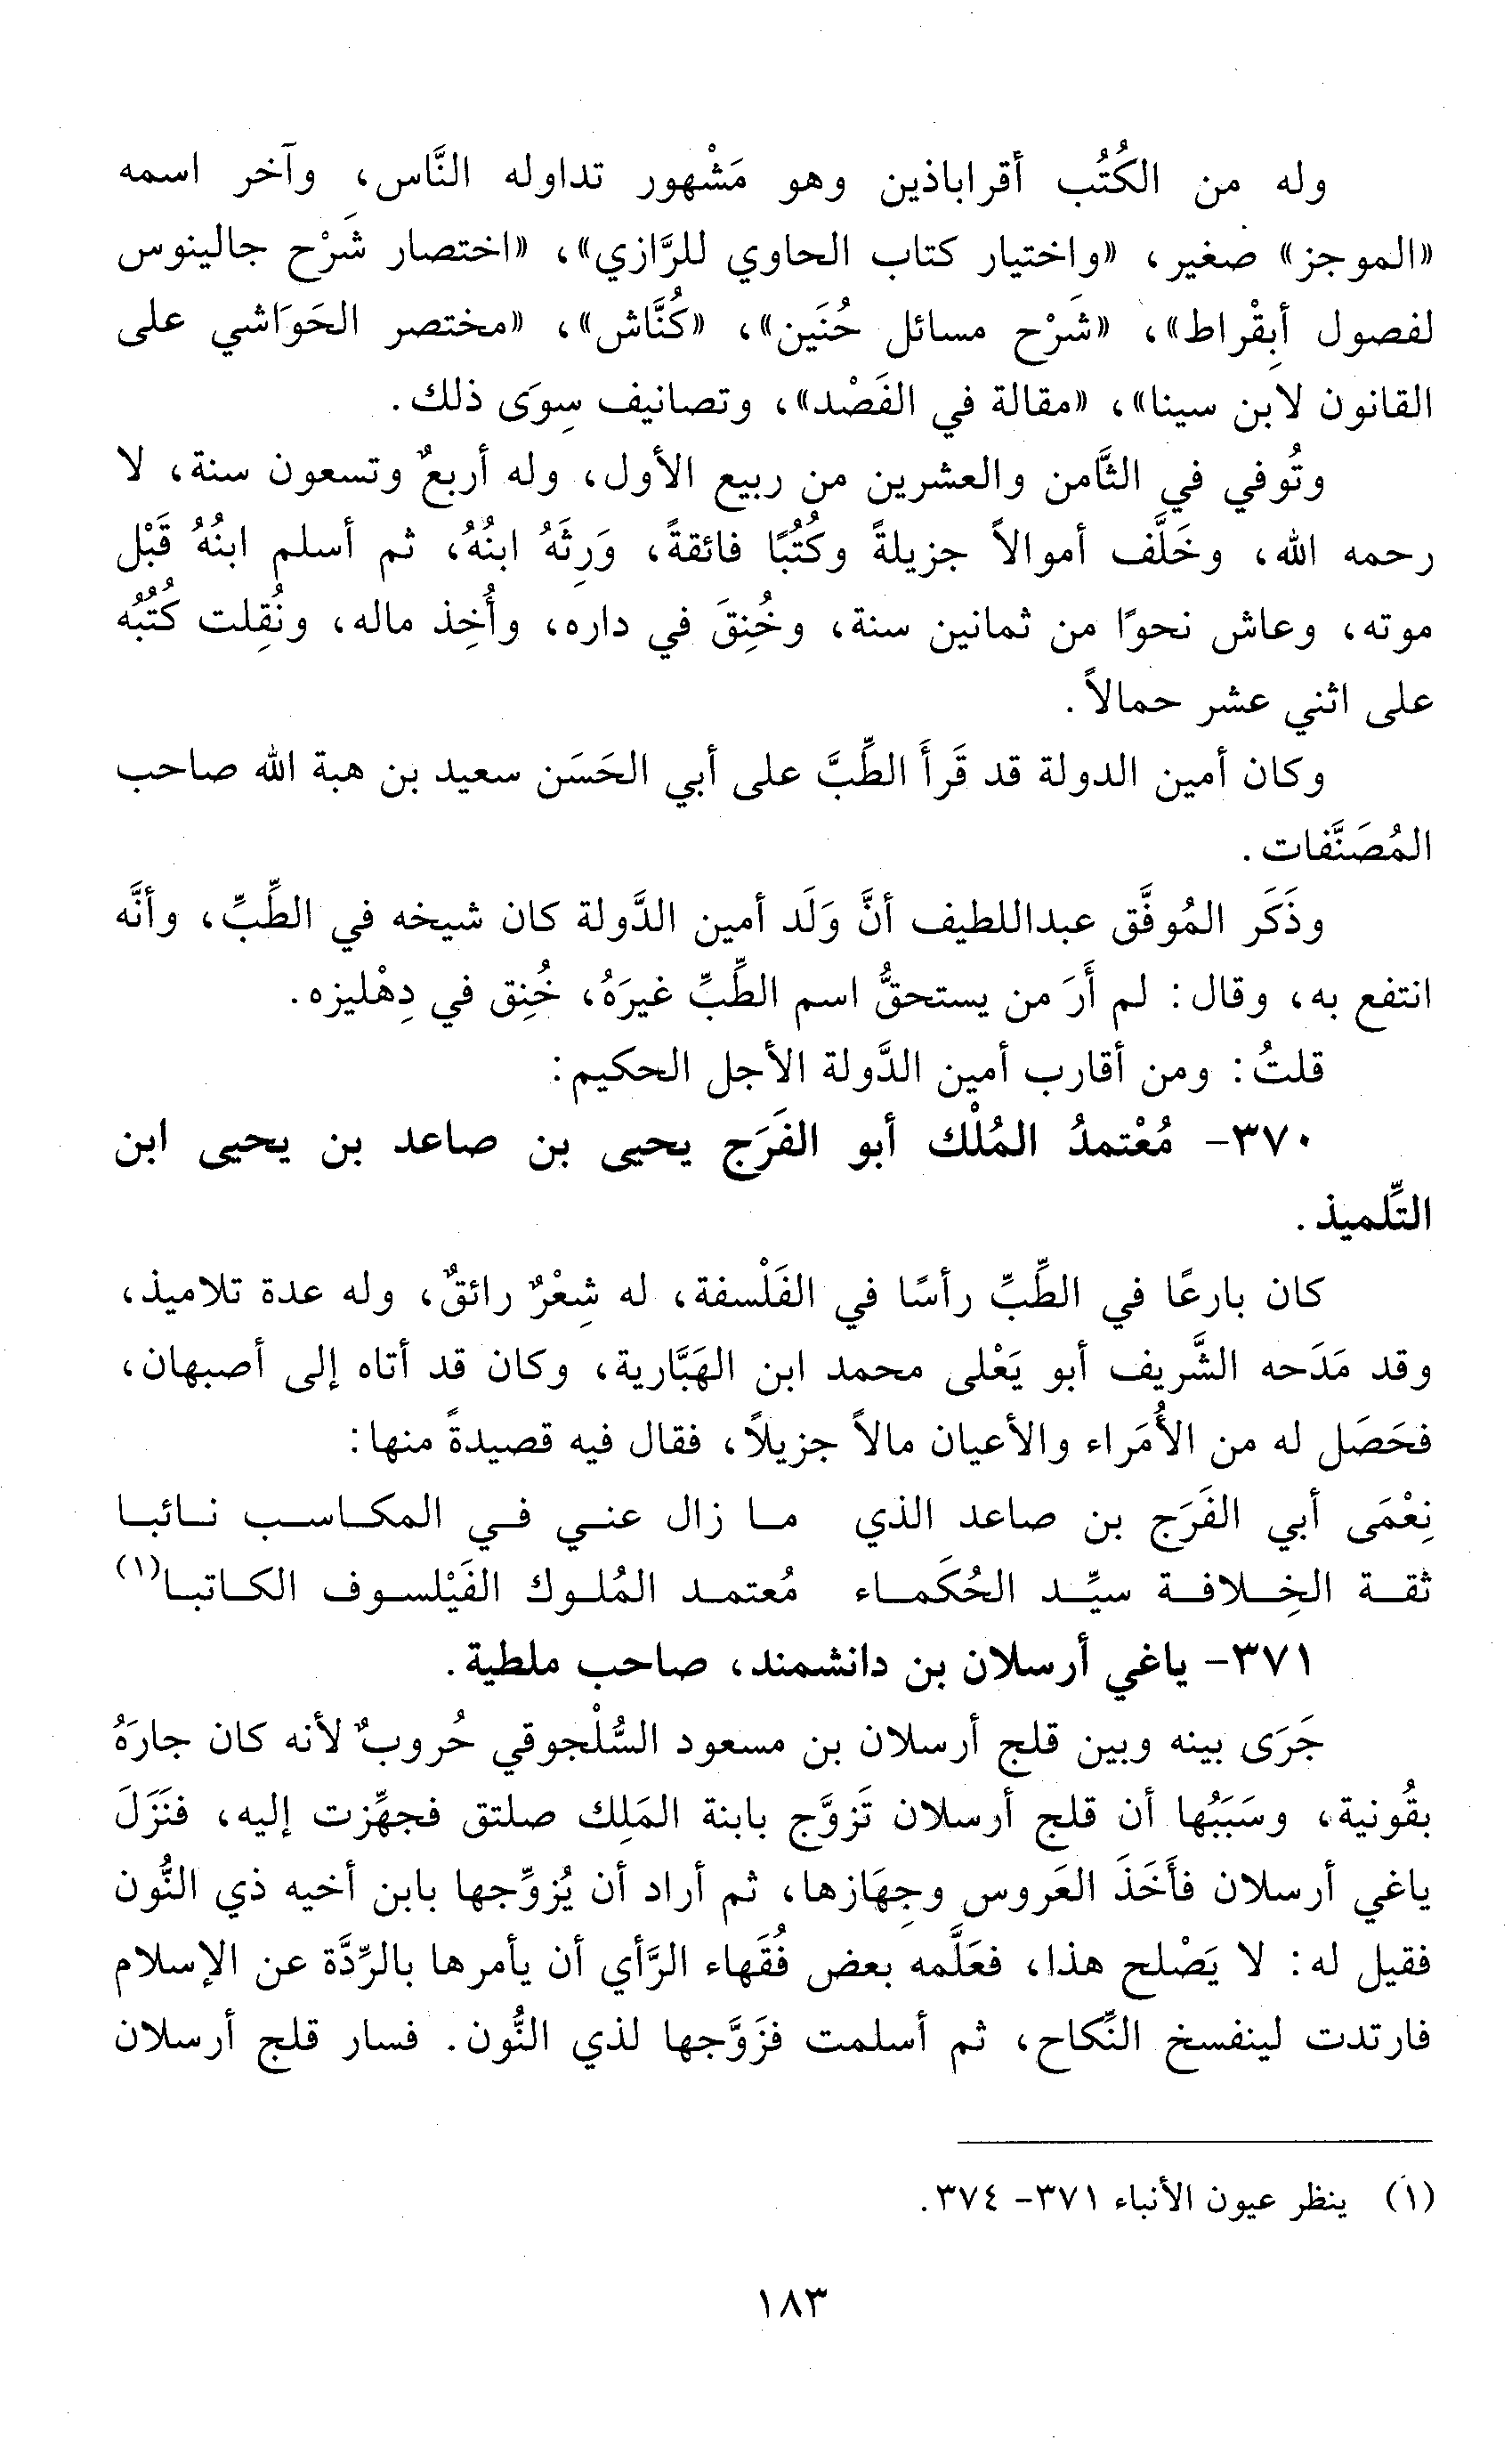 وله من الكُتُب أقراباذين وهو مَشْهور تداوله النَّاس، وآخر اسمه
«الموجز» صغير، «واختيار كتاب الحاوي للرَّازي»، «اختصار شَرْح جالينوس
لفصول أبِقْراط»، «شَرْح مسائل حُنَين»، «كُنَّاش»، «مختصر الحَوَاشي على
القانون لابن سينا»، «مقالة في الفَصْد»، وتصانيف سِوَى ذلك.
وتُوفي في الثَّامن والعشرين من ربيع الأول، وله أربعٌ وتسعون سنة، لا
رحمه الله، وخَلَّف أموالاً جزيلةً وكُتُبًا فائقةً، وَرِثَهُ ابنُهُ، ثم أسلم ابنُهُ قَبْل
موته، وعاش نحوًا من ثمانين سنة، وخُنِقَ في داره، وأُخِذ ماله، ونُقِلت كُتُبُه
على اثني عشر حمالاً.
وكان أمين الدولة قد قَرأَ الطِّبَّ على أبي الحَسَن سعيد بن هبة الله صاحب
المُصَنَّفات.
وذَكَر المُوفَّق عبداللطيف أنَّ وَلَد أمين الدَّولة كان شيخه في الطِّبِّ، وأنَّه
انتفع به، وقال: لم أَرَ من يستحقُّ اسم الطِّبِّ غيرَهُ، خُنِق في دِهْليزه.
قلتُ: ومن أقارب أمين الدَّولة الأجل الحكيم:
٣٧٠- مُعْتمدُ المُلْك أبو الفَرَج يحيى بن صاعد بن يحيى ابن
التِّلميذ.
كان بارعًا في الطِّبِّ رأسًا في الفَلْسفة، له شِعْرٌ رائقٌ، وله عدة تلاميذ،
وقد مَدَحه الشَّريف أبو يَعْلى محمد ابن الهَبَّارية، وكان قد أتاه إلى أصبهان،
فحَصَل له من الأُمَراء والأعيان مالاً جزيلاً، فقال فيه قصيدةً منها:
نِعْمَى أبي الفَرَج بن صاعد الذي ما زال عني في المكاسب نائبا
ثقة الخِلافة سيِّد الحُكَماء مُعتمد المُلوك الفَيْلسوف الكاتبا(١)
٣٧١- ياغي أرسلان بن دانشمند، صاحب ملطية.
جَرَى بينه وبين قلج أرسلان بن مسعود السُّلْجوقي حُروبٌ لأنه كان جارَهُ
بقُونية، وسَبَبُها أن قلج أرسلان تَزوَّج بابنة المَلِك صلتق فجهِّزت إليه، فنَزَلَ
ياغي أرسلان فأَخَذَ العَروس وجِهَازها، ثم أراد أن يُزوِّجها بابن أخيه ذي النُّون
فقيل له: لا يَصْلح هذا، فعَلَّمه بعض فُقَهاء الرَّأي أن يأمرها بالرِّدَّة عن الإسلام
فارتدت لينفسخ النِّكاح، ثم أسلمت فزَوَّجها لذي النُّون. فسار قلج أرسلان
(١) ينظر عيون الأنباء ٣٧١- ٣٧٤.
١٨٣